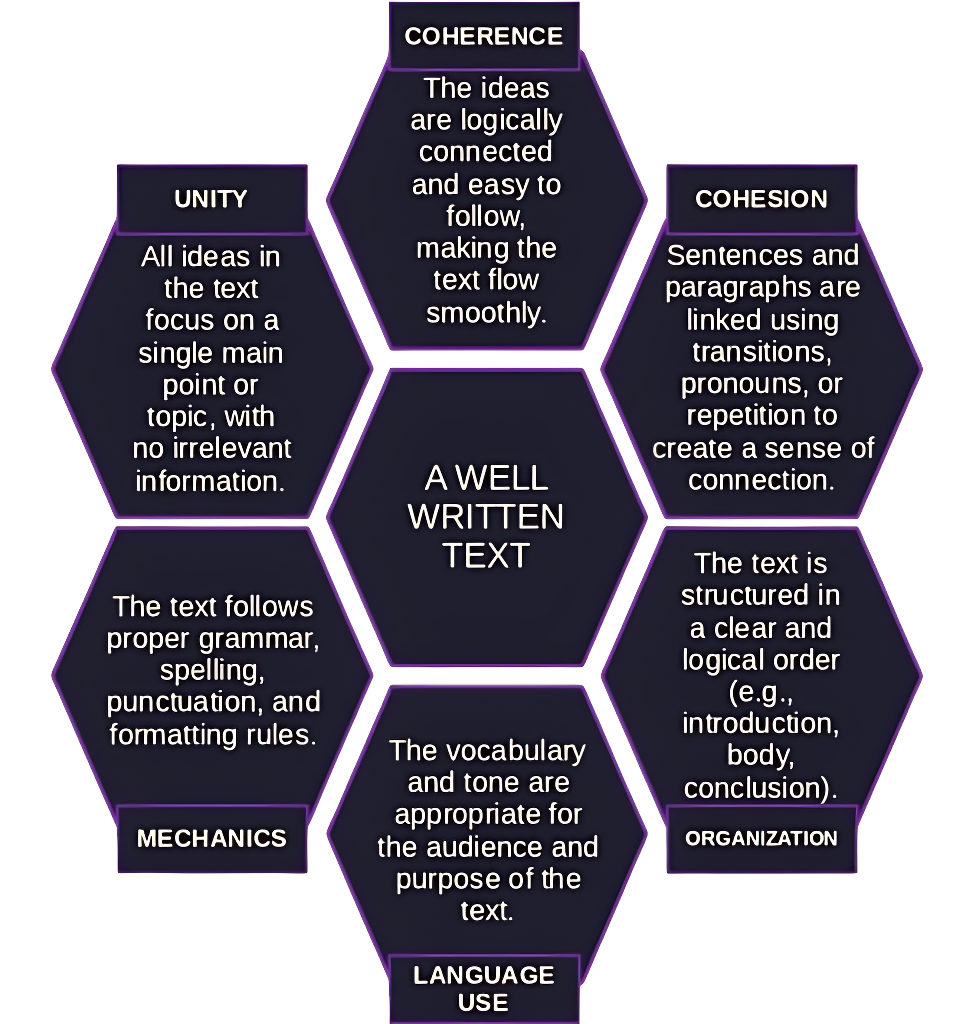 COHERENCE
The ideas
are logically
connected
and easy to
follow,
making the
text flow
smoothly.
UNITY
All ideas in
the text
focus on a
single main
point or
topic, with
no irrelevant
information.
COHESION
Sentences and
paragraphs are
linked using
transitions,
pronouns, or
repetition to
create a sense of
connection.
A WELL
WRITTEN
TEXT
The text follows
proper grammar,
spelling,
punctuation, and
formatting rules.
MECHANICS
The text is
structured in
a clear and
logical order
(e.g.,
introduction,
body,
conclusion).
ORGANIZATION
The vocabulary
and tone are
appropriate for
the audience and
purpose of the
text.
LANGUAGE
USE